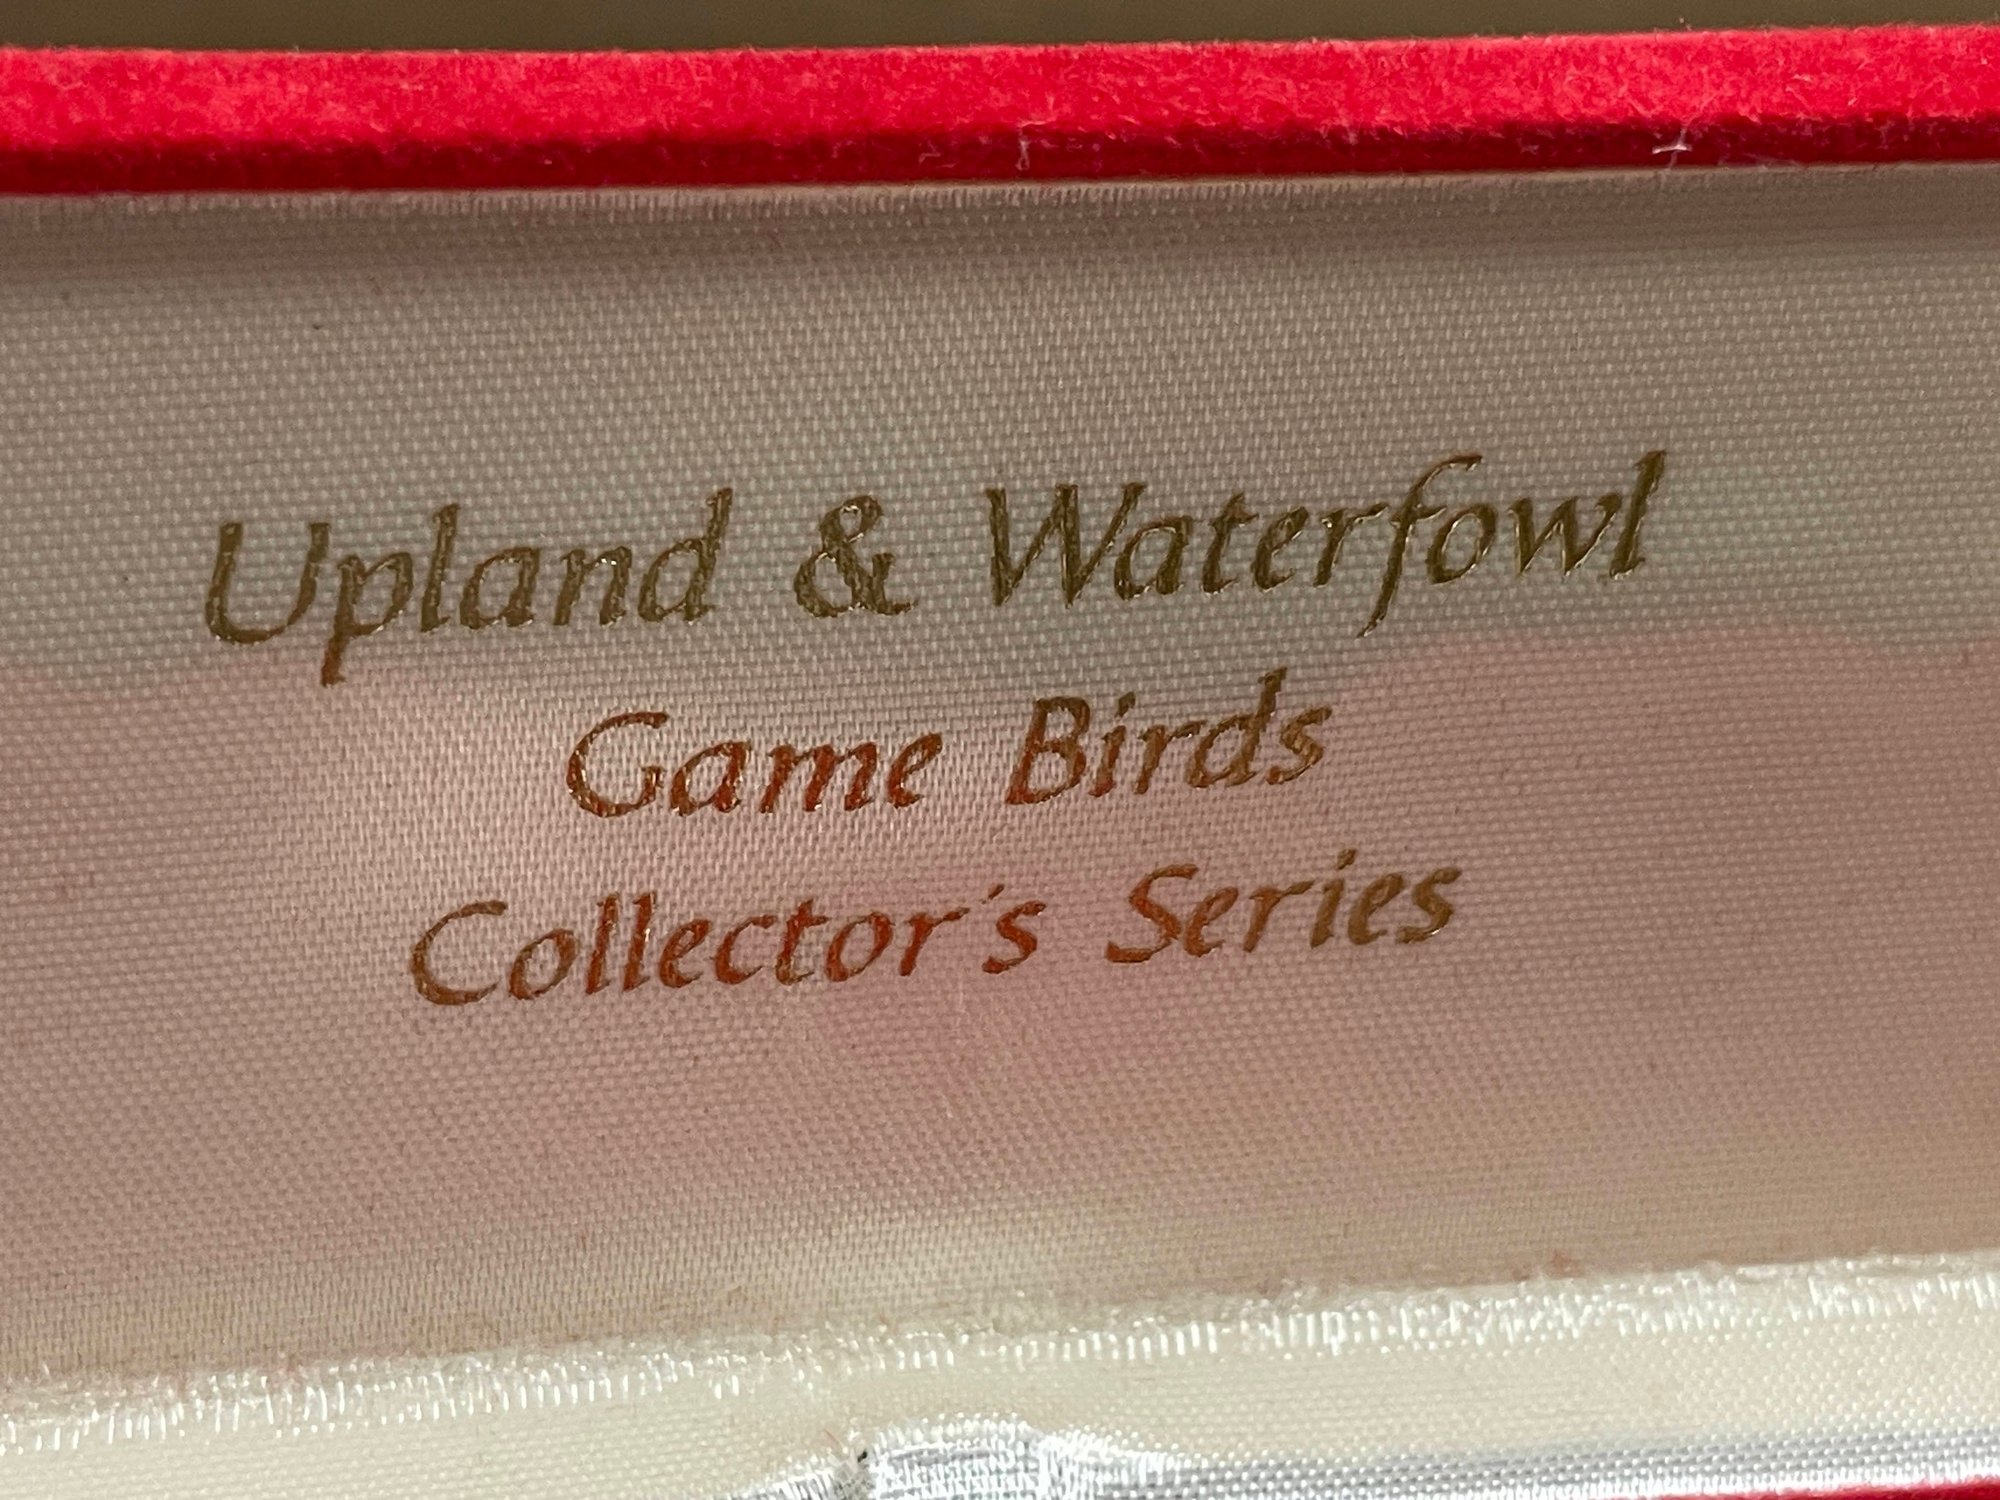 Upland & Waterfowl
Game Birds
Collector's Series